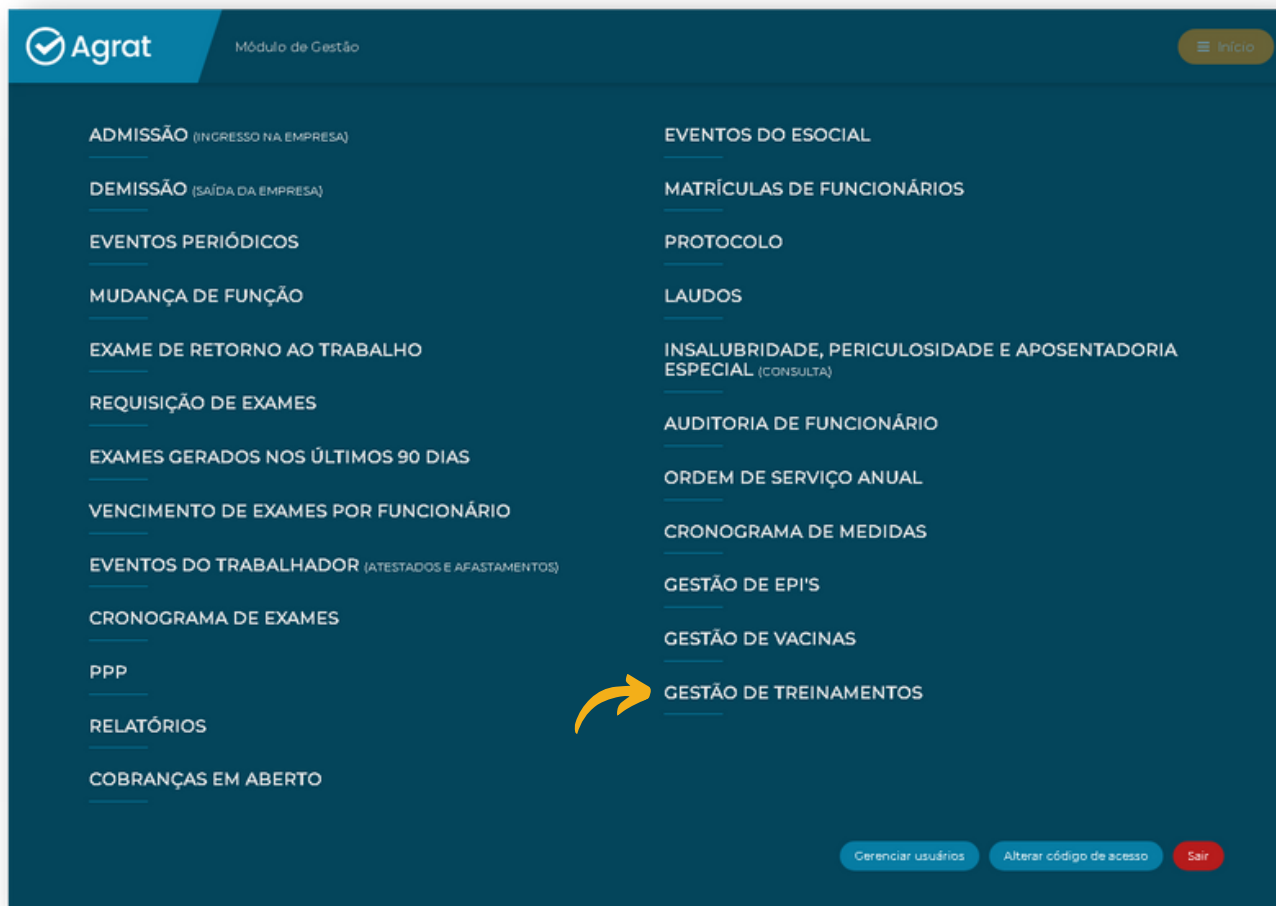 Agrat
Módulo de Gestão
Início
ADMISSÃO (INGRESSO NA EMPRESA)
DEMISSÃO (SAÍDA DA EMPRESA)
EVENTOS PERIÓDICOS
MUDANÇA DE FUNÇÃO
EXAME DE RETORNO AO TRABALHO
REQUISIÇÃO DE EXAMES
EXAMES GERADOS NOS ÚLTIMOS 90 DIAS
VENCIMENTO DE EXAMES POR FUNCIONÁRIO
EVENTOS DO TRABALHADOR (ATESTADOS E AFASTAMENTOS)
CRONOGRAMA DE EXAMES
PPP
RELATÓRIOS
COBRANÇAS EM ABERTO
EVENTOS DO ESOCIAL
MATRÍCULAS DE FUNCIONÁRIOS
PROTOCOLO
LAUDOS
INSALUBRIDADE, PERICULOSIDADE E APOSENTADORIA
ESPECIAL (CONSULTA)
AUDITORIA DE FUNCIONÁRIO
ORDEM DE SERVIÇO ANUAL
CRONOGRAMA DE MEDIDAS
GESTÃO DE EPI'S
GESTÃO DE VACINAS
GESTÃO DE TREINAMENTOS
Gerenciar usuários
Alterar código de acesso
Sair